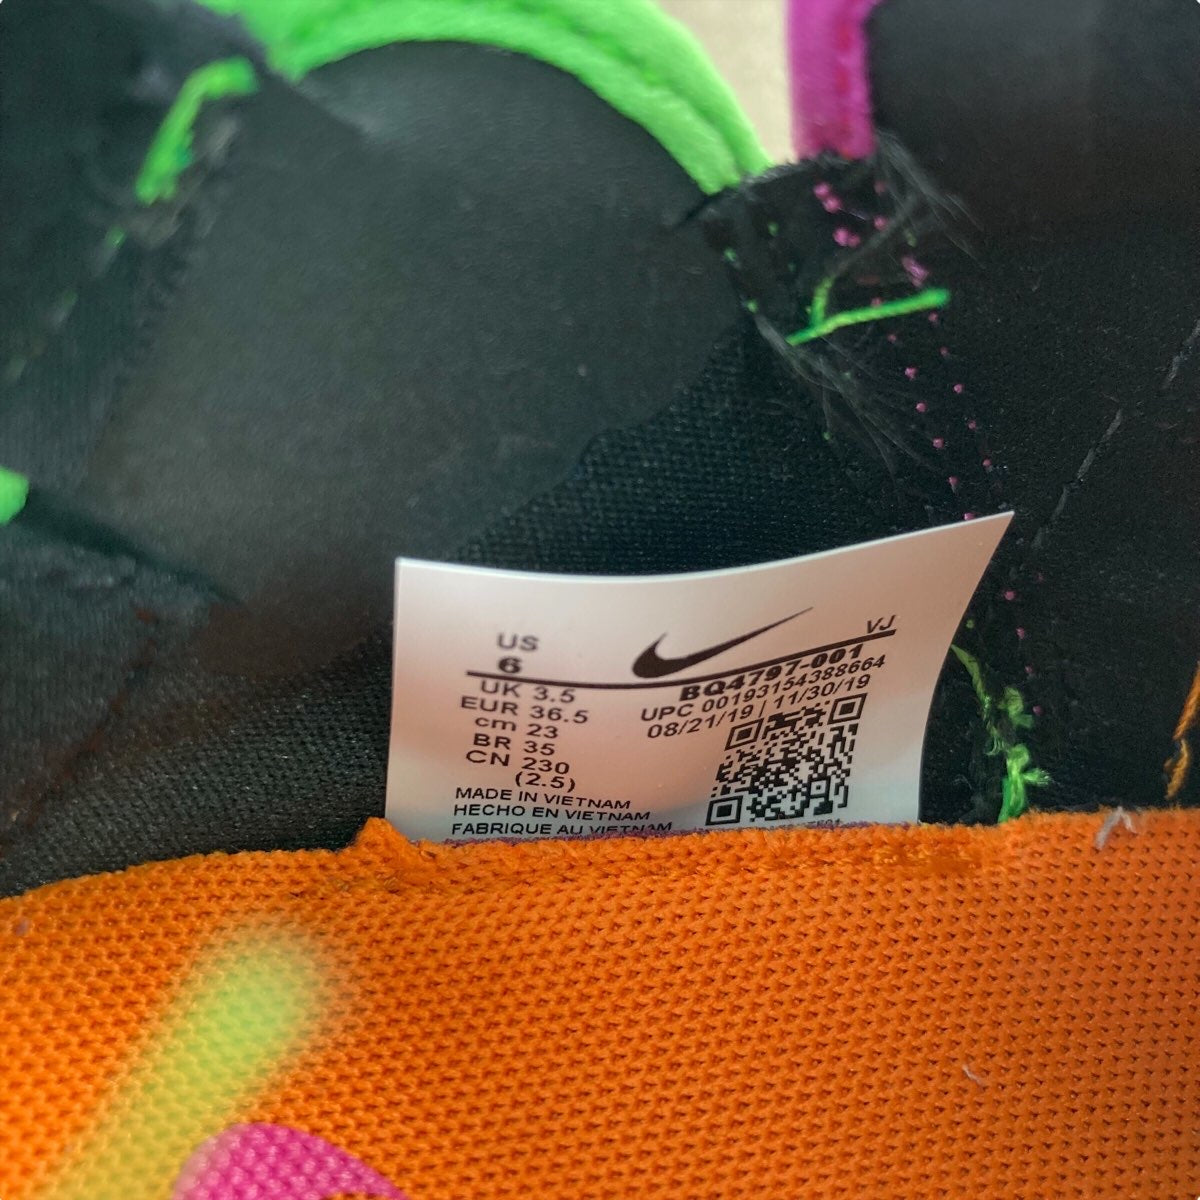 US
6
VJ
UK 3.5
EUR 36.5
cm 23
BR 35
CN 230
(2.5)
BQ4797-001
UPC 00193154388664
08/21/19 | 11/30/19
MADE IN VIETNAM
HECHO EN VIETNAM
FABRIQUE AU VIETNAM